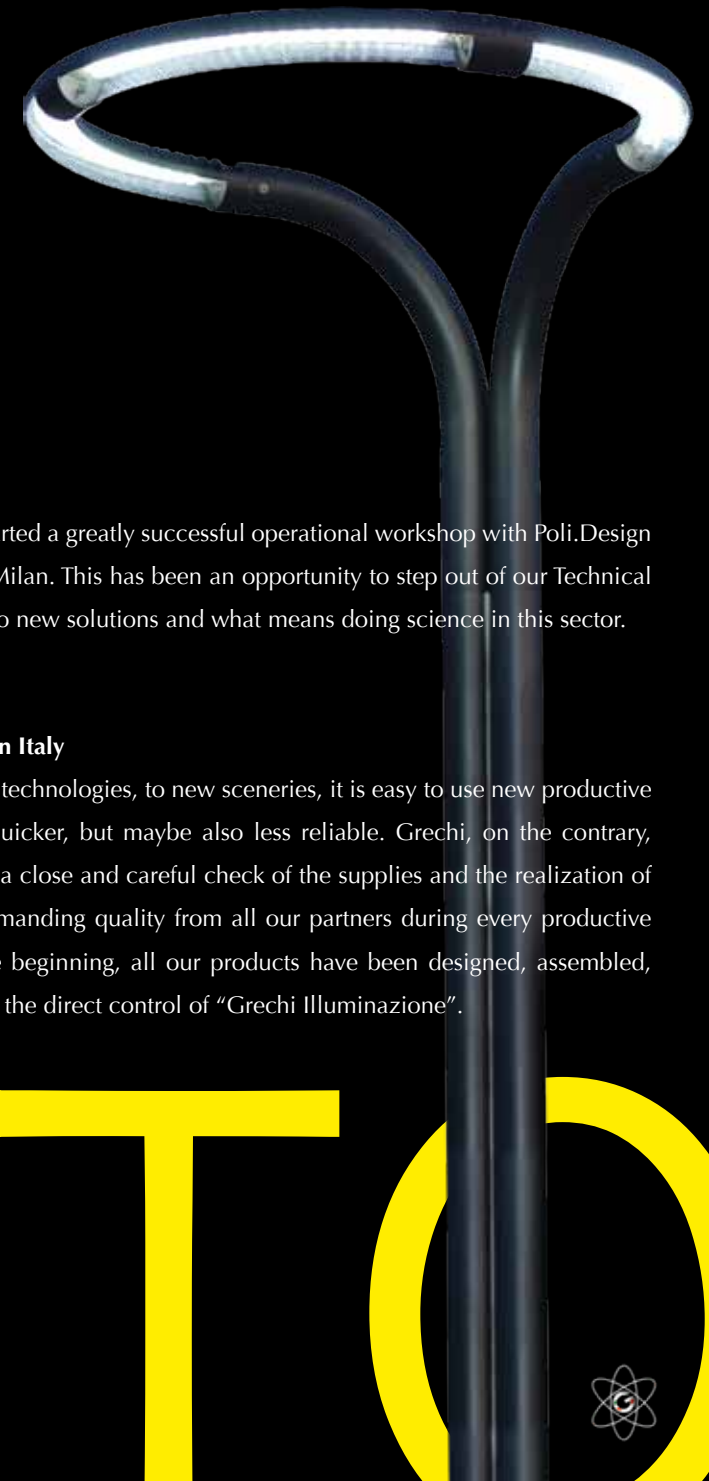 rted a greatly successful operational workshop with Poli.Design
Milan. This has been an opportunity to step out of our Technical
o new solutions and what means doing science in this sector.
n Italy
technologies, to new sceneries, it is easy to use new productive
uicker, but maybe also less reliable. Grechi, on the contrary,
a close and careful check of the supplies and the realization of
manding quality from all our partners during every productive
e beginning, all our products have been designed, assembled,
the direct control of “Grechi Illuminazione”.
TO
G